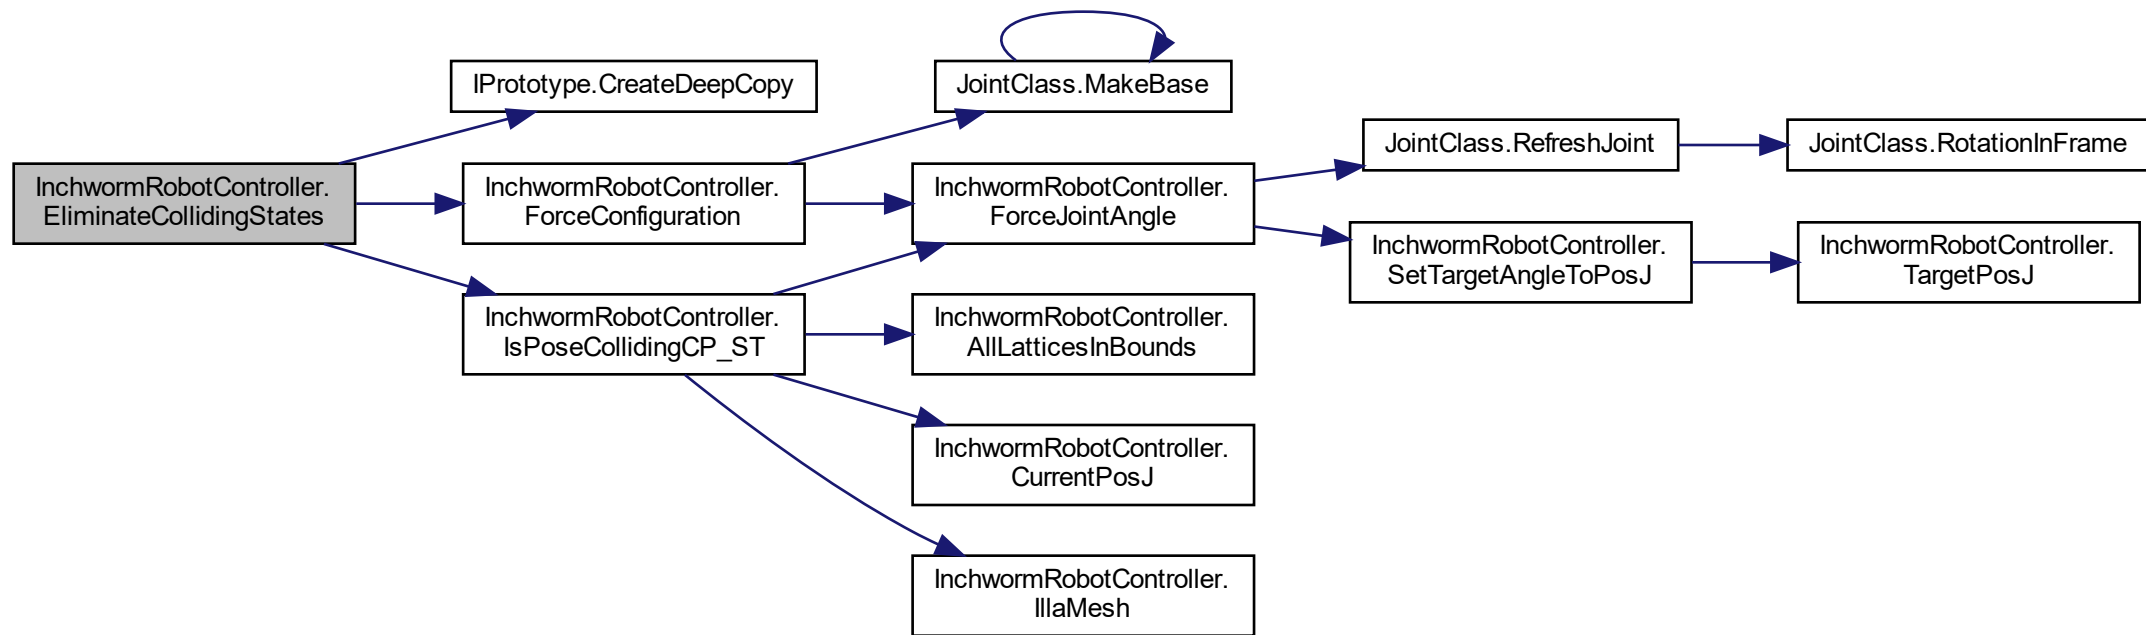 IPrototype.CreateDeepCopy
JointClass.MakeBase
JointClass.RefreshJoint
JointClass.RotationInFrame
InchwormRobotController.
EliminateCollidingStates
InchwormRobotController.
ForceConfiguration
InchwormRobotController.
ForceJointAngle
InchwormRobotController.
SetTargetAngleToPosJ
InchwormRobotController.
TargetPosJ
InchwormRobotController.
IsPoseCollidingCP_ST
InchwormRobotController.
AllLatticesInBounds
InchwormRobotController.
CurrentPosJ
InchwormRobotController.
IllaMesh